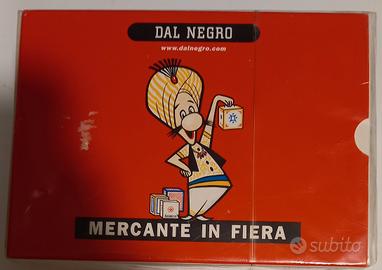 DAL NEGRO
www.dalnegro.com
MERCANTE IN FIERA
subito